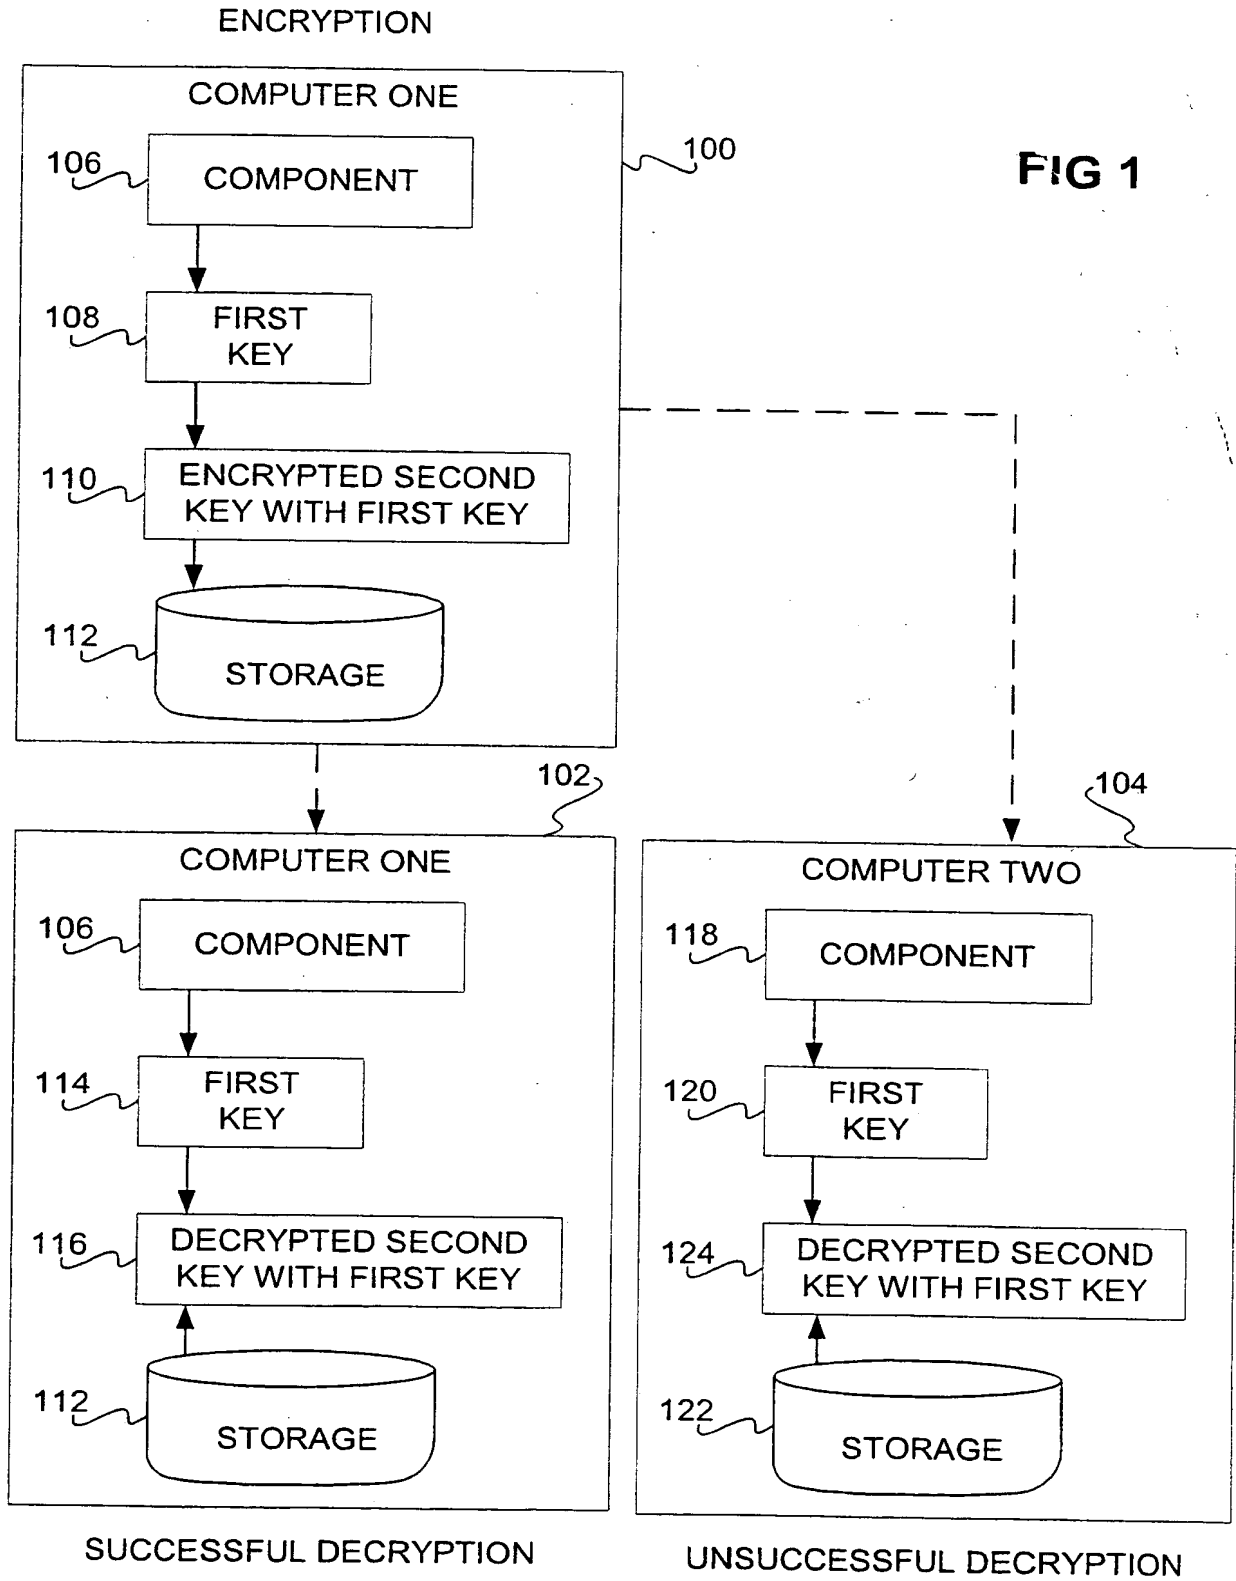 ENCRYPTION
COMPUTER ONE
106
COMPONENT
100
FIG 1
108
FIRST
KEY
110
ENCRYPTED SECOND
KEY WITH FIRST KEY
112
STORAGE
102
104
COMPUTER ONE
106
COMPONENT
114
FIRST
KEY
116
DECRYPTED SECOND
KEY WITH FIRST KEY
112
STORAGE
SUCCESSFUL DECRYPTION
COMPUTER TWO
118
COMPONENT
120
FIRST
KEY
124
DECRYPTED SECOND
KEY WITH FIRST KEY
122
STORAGE
UNSUCCESSFUL DECRYPTION